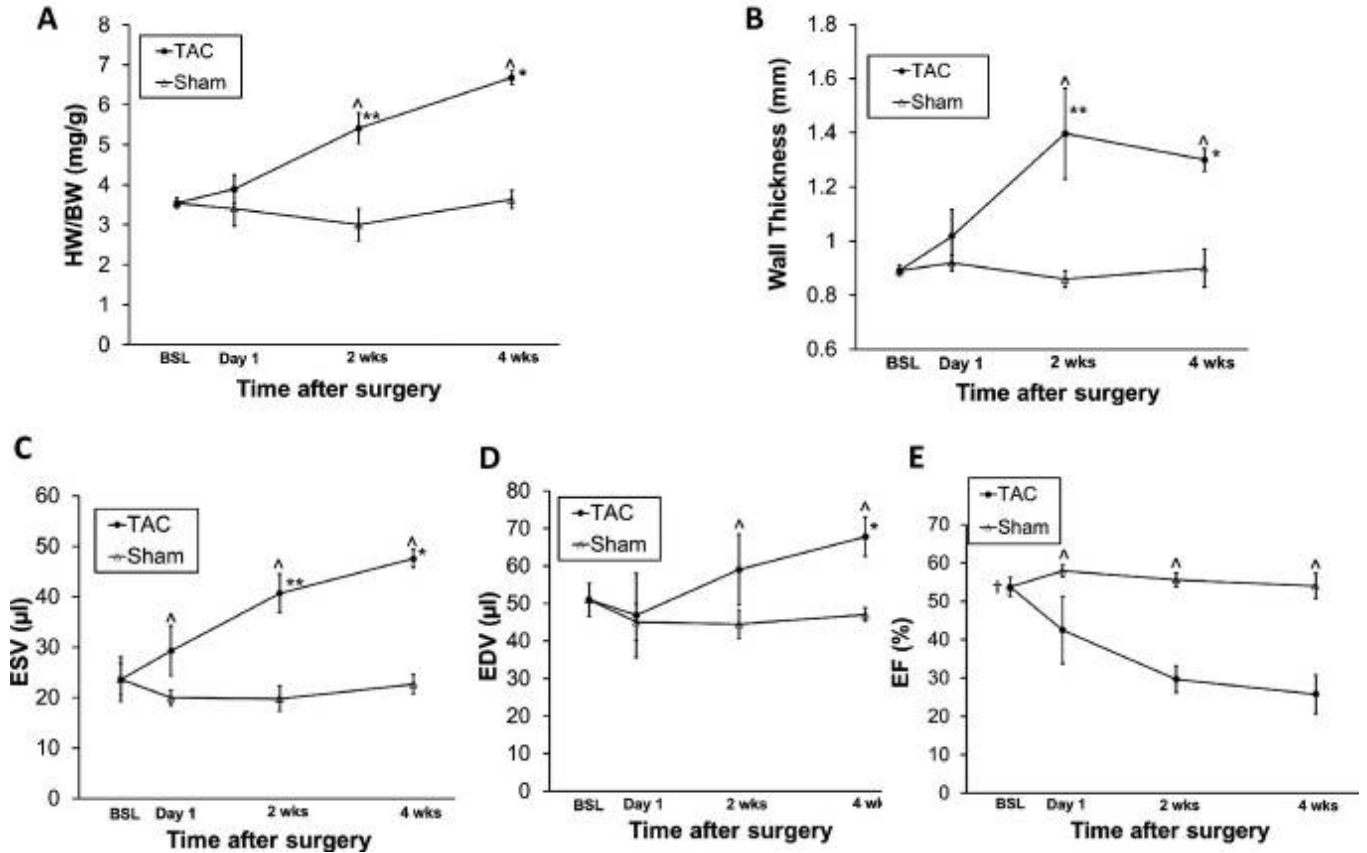 A
TAC
Sham
HW/BW (mg/g)
8
7
6
5
4
3
2
1
0
^
**
^
*
BSL Day 1 2 wks 4 wks
Time after surgery
B
TAC
Sham
Wall Thickness (mm)
1.8
1.6
1.4
1.2
1
0.8
0.6
^
**
^
*
BSL Day 1 2 wks 4 wks
Time after surgery
C
TAC
Sham
ESV (µl)
60
50
40
30
20
10
0
^
^
**
^
*
BSL Day 1 2 wks 4 wks
Time after surgery
D
TAC
Sham
EDV (µl)
80
70
60
50
40
30
20
10
0
^
^
*
BSL Day 1 2 wks 4 wk
Time after surgery
E
TAC
Sham
EF (%)
70
60
50
40
30
20
10
0
†
^
^
^
BSL Day 1 2 wks 4 wks
Time after surgery